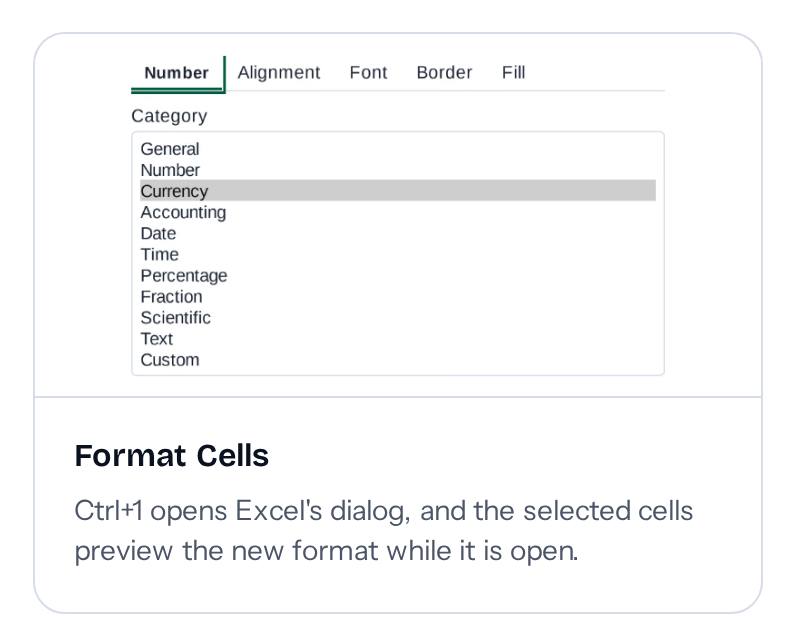 Number Alignment Font Border Fill
Category
General
Number
Currency
Accounting
Date
Time
Percentage
Fraction
Scientific
Text
Custom
Format Cells
Ctrl+1 opens Excel's dialog, and the selected cells
preview the new format while it is open.